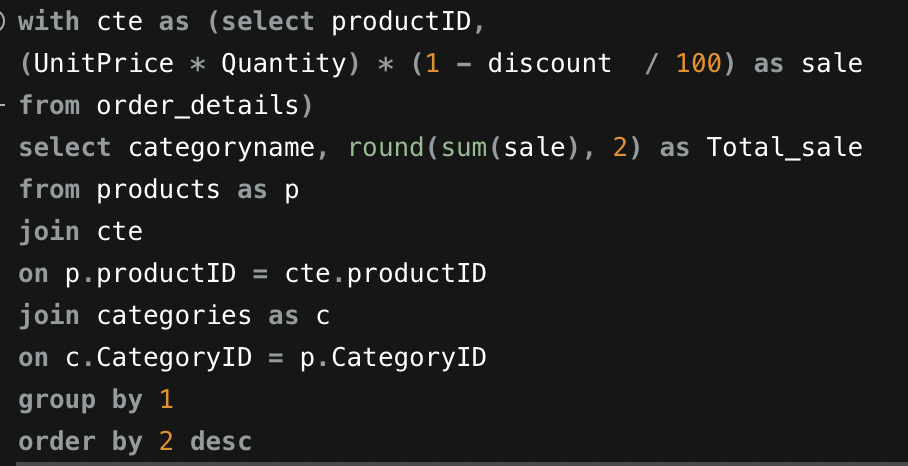 with cte as (select productID,
(UnitPrice * Quantity) * (1 - discount  / 100) as sale
from order_details)
select categoryname, round(sum(sale), 2) as Total_sale
from products as p
join cte
on p.productID = cte.productID
join categories as c
on c.CategoryID = p.CategoryID
group by 1
order by 2 desc